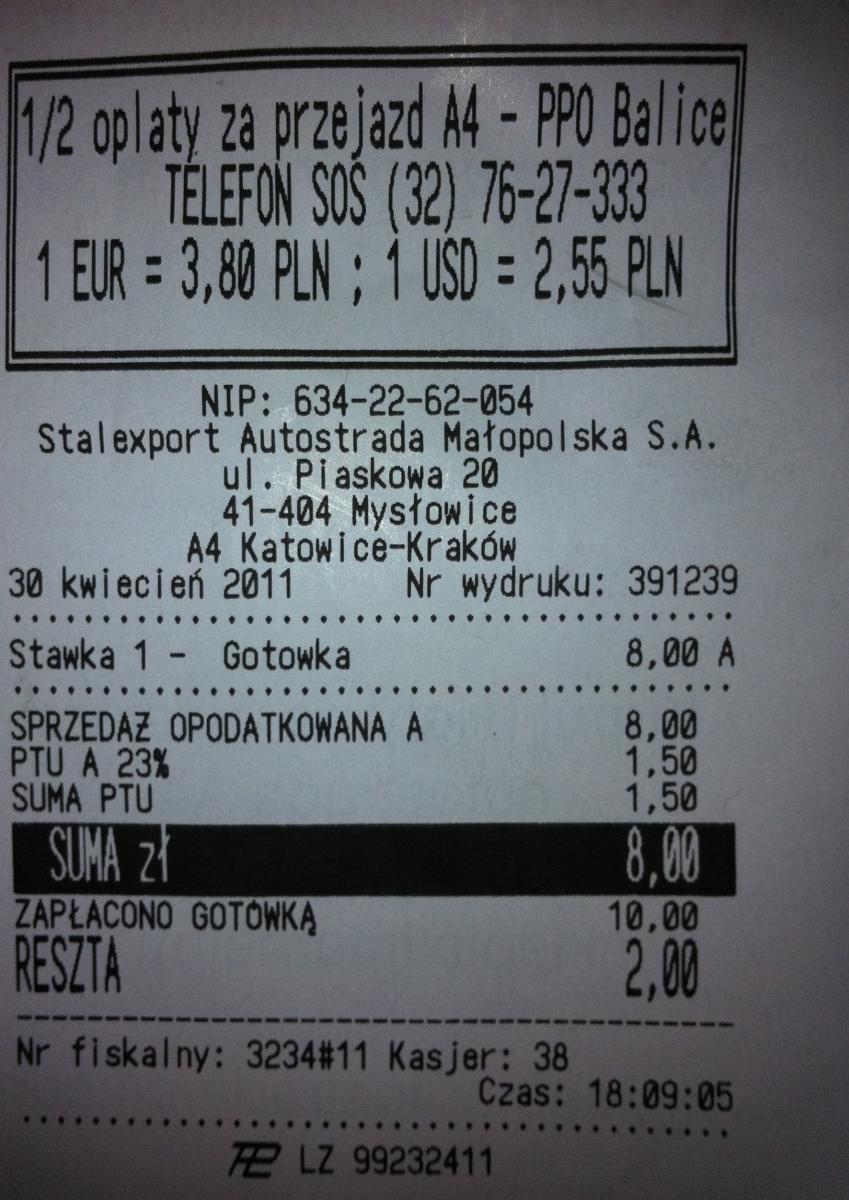 1/2 oplaty za przejazd A4 - PPO Balice
TELEFON SOS (32) 76-27-333
1 EUR = 3,80 PLN ; 1 USD = 2,55 PLN
NIP: 634-22-62-054
Stalexport Autostrada Małopolska S.A.
ul. Piaskowa 20
41-404 Mysłowice
A4 Katowice-Kraków
30 kwiecień 2011 Nr wydruku: 391239
Stawka 1 - Gotowka 8,00 A
SPRZEDAŻ OPODATKOWANA A 8,00
PTU A 23% 1,50
SUMA PTU 1,50
SUMA zł 8,00
ZAPŁACONO GOTÓWKĄ 10,00
RESZTA 2,00
Nr fiskalny: 3234#11 Kasjer: 38
Czas: 18:09:05
LZ 99232411